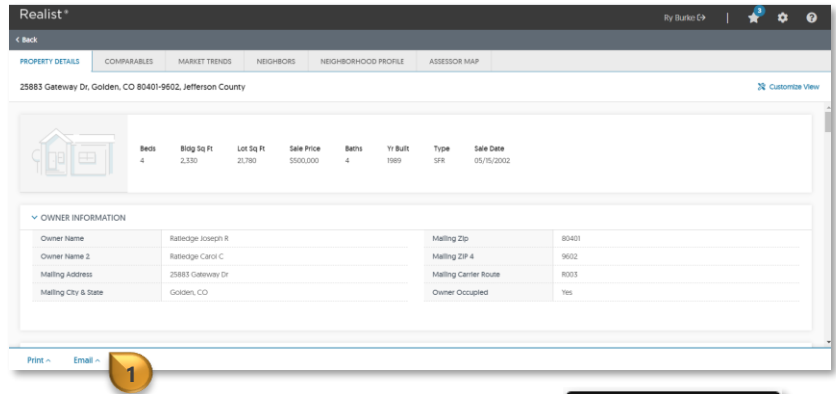 Realist®
Ry Burke
3
< Back
PROPERTY DETAILS COMPARABLES MARKET TRENDS NEIGHBORS NEIGHBORHOOD PROFILE ASSESSOR MAP
25883 Gateway Dr, Golden, CO 80401-9602, Jefferson County Customize View
Beds Bldg Sq Ft Lot Sq Ft Sale Price Baths Yr Built Type Sale Date
4 2,330 21,780 $500,000 4 1989 SFR 05/15/2002
OWNER INFORMATION
Owner Name Ratledge Joseph R Mailing Zip 80401
Owner Name 2 Ratledge Carol C Mailing ZIP 4 9602
Mailing Address 25883 Gateway Dr Mailing Carrier Route R003
Mailing City & State Golden, CO Owner Occupied Yes
Print Email
1